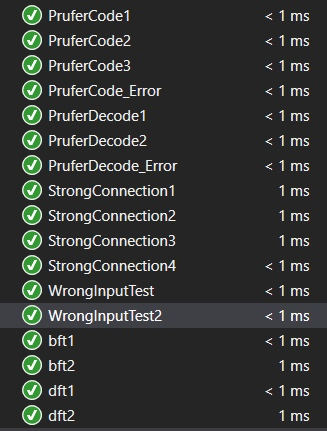 PruferCode1 < 1 ms
PruferCode2 < 1 ms
PruferCode3 < 1 ms
PruferCode_Error < 1 ms
PruferDecode1 < 1 ms
PruferDecode2 < 1 ms
PruferDecode_Error < 1 ms
StrongConnection1 1 ms
StrongConnection2 1 ms
StrongConnection3 1 ms
StrongConnection4 < 1 ms
WrongInputTest < 1 ms
WrongInputTest2 < 1 ms
bft1 < 1 ms
bft2 1 ms
dft1 < 1 ms
dft2 1 ms